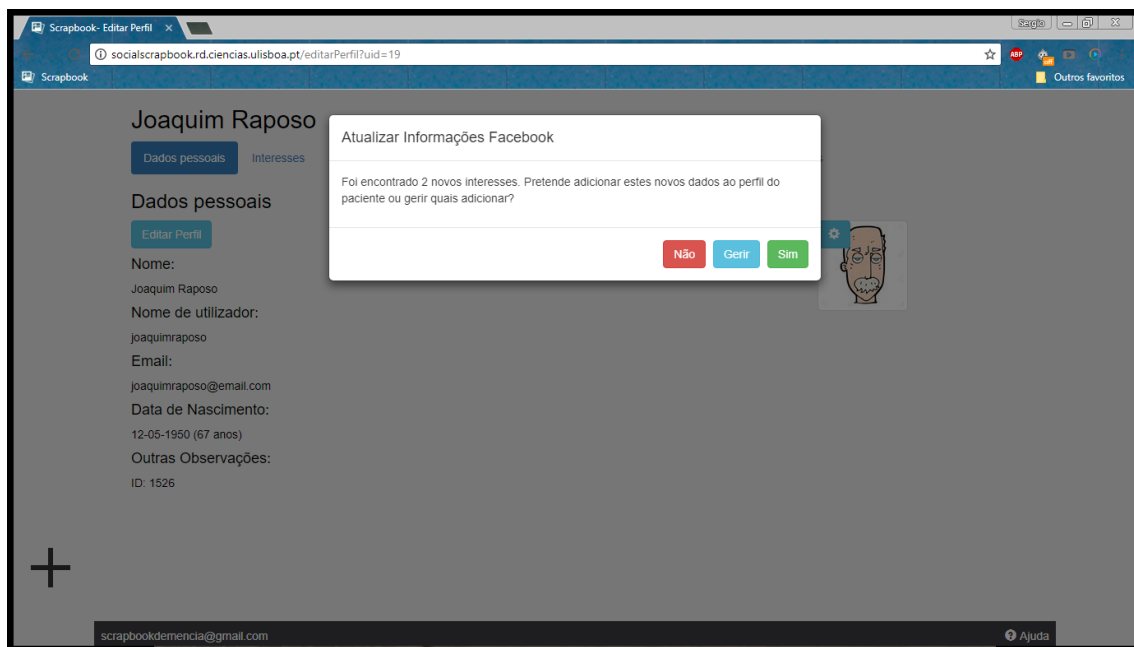 Scrapbook- Editar Perfil
Sergio
socialscrapbook.rd.ciencias.ulisboa.pt/editarPerfil?uid=19
ABP
off
Scrapbook
Outros favoritos
Joaquim Raposo
Dados pessoais Interesses
Atualizar Informações Facebook
Foi encontrado 2 novos interesses. Pretende adicionar estes novos dados ao perfil do
paciente ou gerir quais adicionar?
Não Gerir Sim
Dados pessoais
Editar Perfil
Nome:
Joaquim Raposo
Nome de utilizador:
joaquimraposo
Email:
joaquimraposo@email.com
Data de Nascimento:
12-05-1950 (67 anos)
Outras Observações:
ID: 1526
scrapbookdemencia@gmail.com
Ajuda